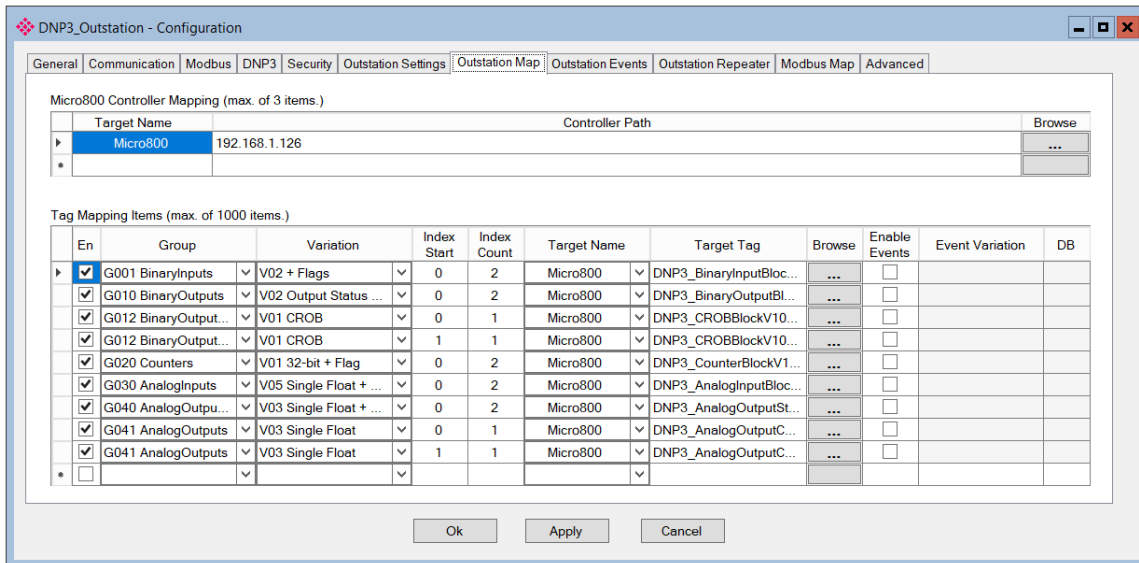 DNP3_Outstation - Configuration
General Communication Modbus DNP3 Security Outstation Settings Outstation Map Outstation Events Outstation Repeater Modbus Map Advanced
Micro800 Controller Mapping (max. of 3 items.)
Target Name Controller Path Browse
Micro800 192.168.1.126 ...
Tag Mapping Items (max. of 1000 items.)
En Group Variation Index Start Index Count Target Name Target Tag Browse Enable Events Event Variation DB
G001 BinaryInputs V02 + Flags 0 2 Micro800 DNP3_BinaryInputBloc... ...
G010 BinaryOutputs V02 Output Status ... 0 2 Micro800 DNP3_BinaryOutputBl... ...
G012 BinaryOutput... V01 CROB 0 1 Micro800 DNP3_CROBBlockV10... ...
G012 BinaryOutput... V01 CROB 1 1 Micro800 DNP3_CROBBlockV10... ...
G020 Counters V01 32-bit + Flag 0 2 Micro800 DNP3_CounterBlockV1... ...
G030 AnalogInputs V05 Single Float + ... 0 2 Micro800 DNP3_AnalogInputBloc... ...
G040 AnalogOutpu... V03 Single Float + ... 0 2 Micro800 DNP3_AnalogOutputSt... ...
G041 AnalogOutputs V03 Single Float 0 1 Micro800 DNP3_AnalogOutputC... ...
G041 AnalogOutputs V03 Single Float 1 1 Micro800 DNP3_AnalogOutputC... ...
Ok Apply Cancel